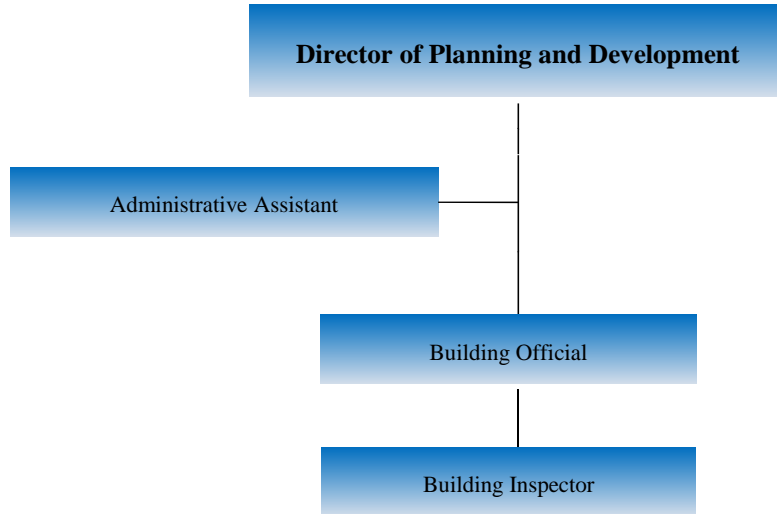 Director of Planning and Development
Administrative Assistant
Building Official
Building Inspector